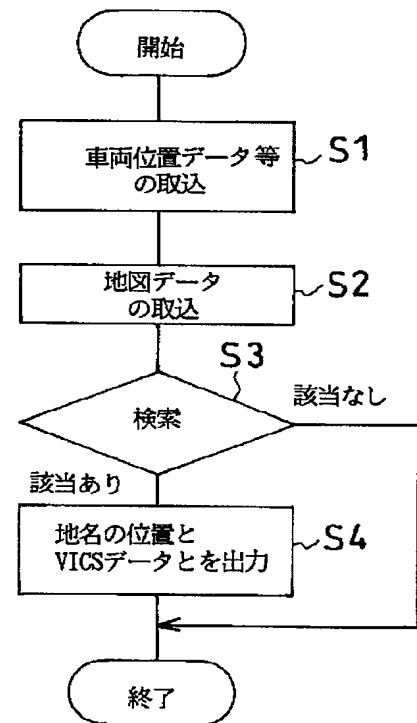 開始
車両位置データ等
の取込
S1
地図データ
の取込
S2
S3
検索
該当なし
該当あり
地名の位置と
VICSデータとを出力
S4
終了